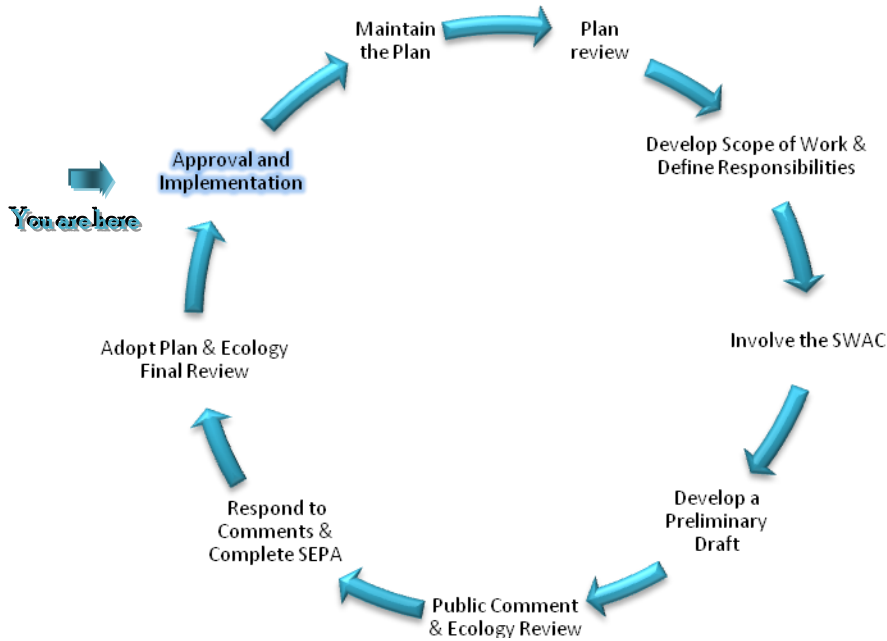 Maintain
the Plan
Plan
review
Develop Scope of Work &
Define Responsibilities
Involve the SWAC
Develop a
Preliminary
Draft
Public Comment
& Ecology Review
Respond to
Comments &
Complete SEPA
Adopt Plan & Ecology
Final Review
Approval and
Implementation
You are here